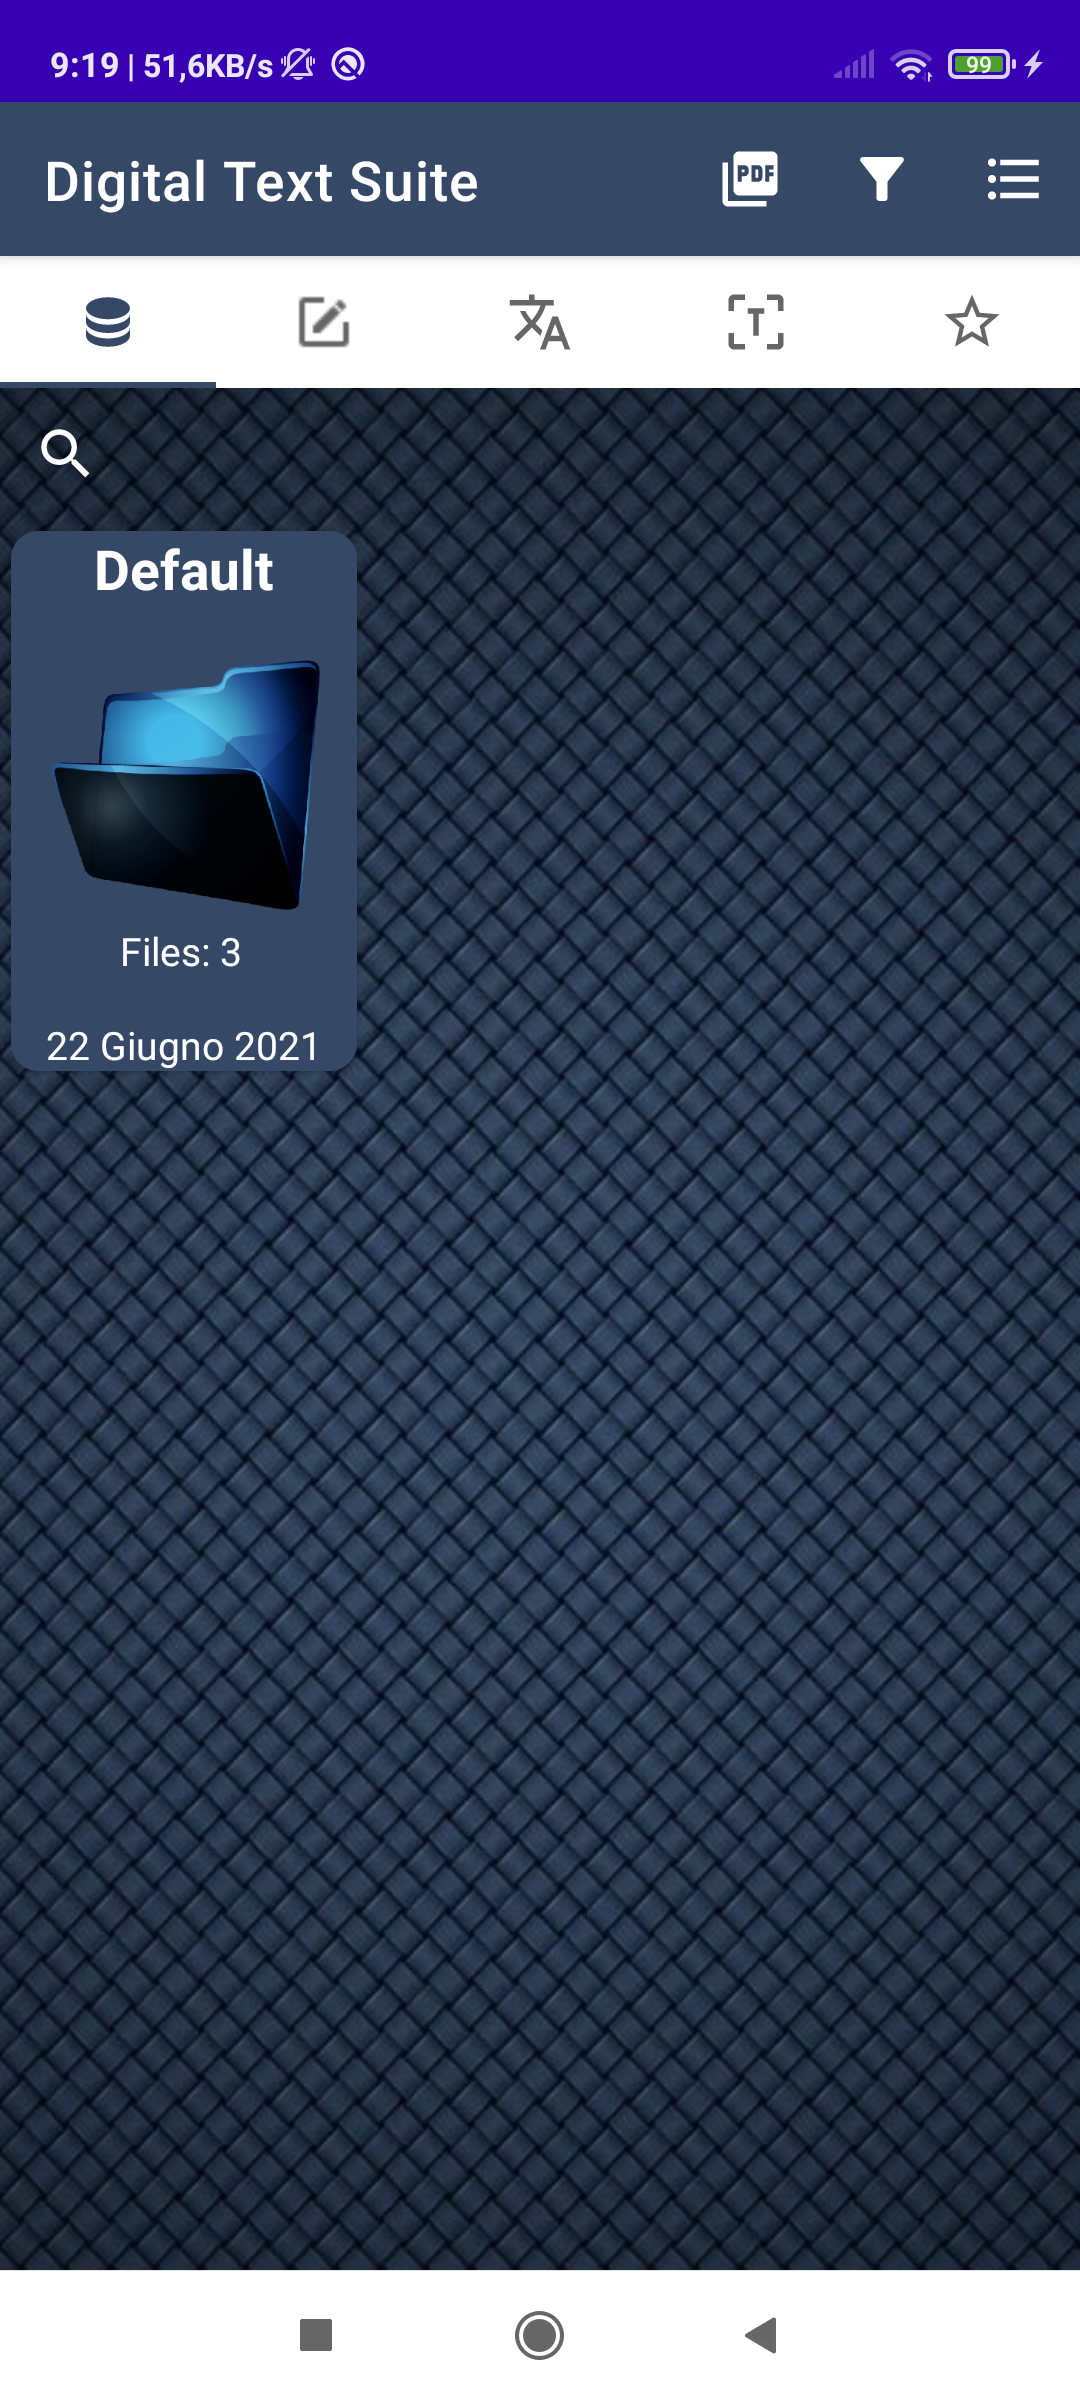 9:19 | 51,6KB/s 99
Digital Text Suite PDF
Default
Files: 3
22 Giugno 2021